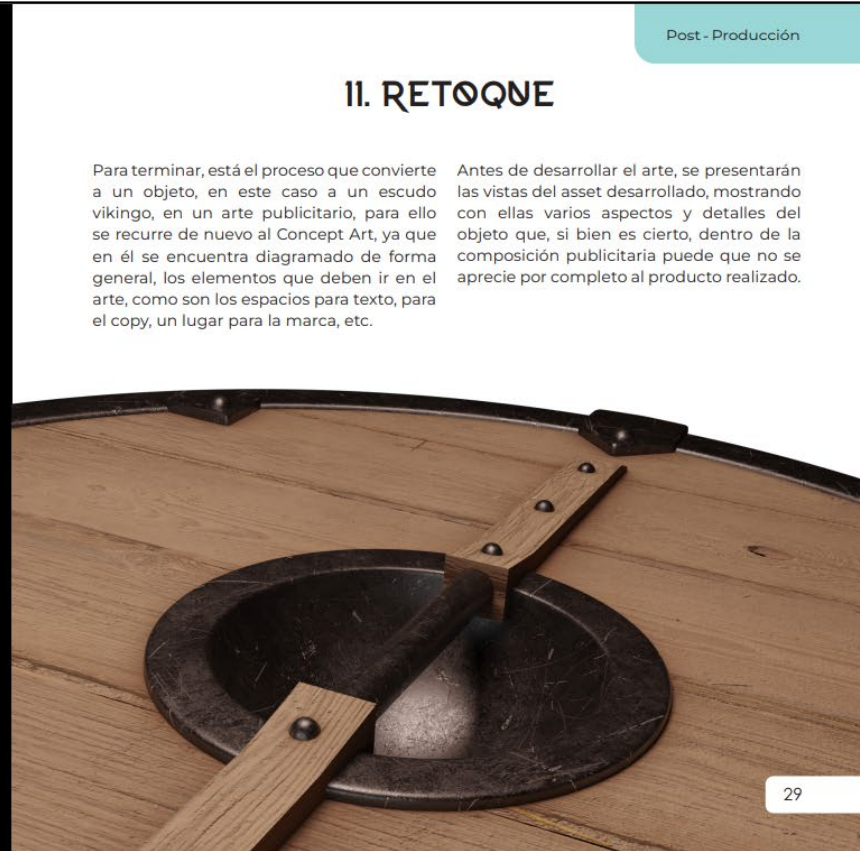 Post - Producción
11. RETOQUE
Para terminar, está el proceso que convierte
a un objeto, en este caso a un escudo
vikingo, en un arte publicitario, para ello
se recurre de nuevo al Concept Art, ya que
en él se encuentra diagramado de forma
general, los elementos que deben ir en el
arte, como son los espacios para texto, para
el copy, un lugar para la marca, etc.
Antes de desarrollar el arte, se presentarán
las vistas del asset desarrollado, mostrando
con ellas varios aspectos y detalles del
objeto que, si bien es cierto, dentro de la
composición publicitaria puede que no se
aprecie por completo al producto realizado.
29